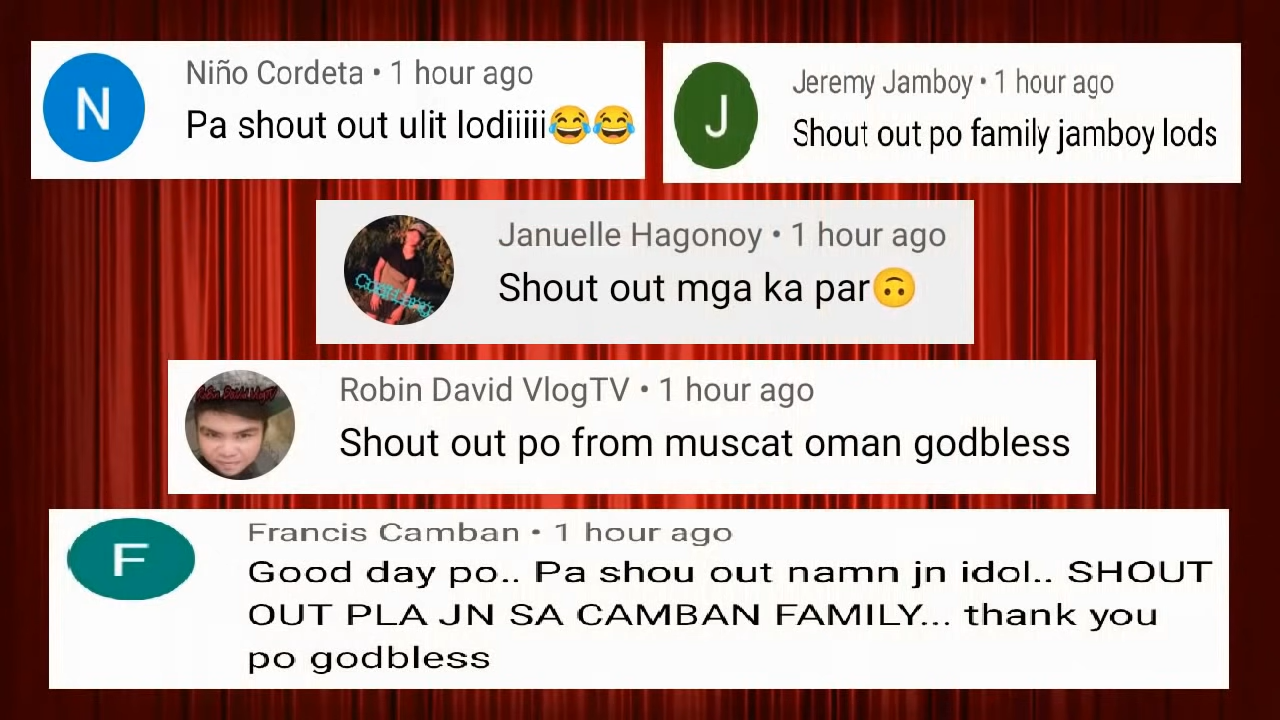 N
Niño Cordeta • 1 hour ago
Pa shout out ulit lodiiiii😂😂
J
Jeremy Jamboy • 1 hour ago
Shout out po family jamboy lods
Januelle Hagonoy • 1 hour ago
Shout out mga ka par🙃
Robin David VlogTV
Robin David VlogTV • 1 hour ago
Shout out po from muscat oman godbless
F
Francis Camban • 1 hour ago
Good day po.. Pa shou out namn jn idol.. SHOUT
OUT PLA JN SA CAMBAN FAMILY... thank you
po godbless